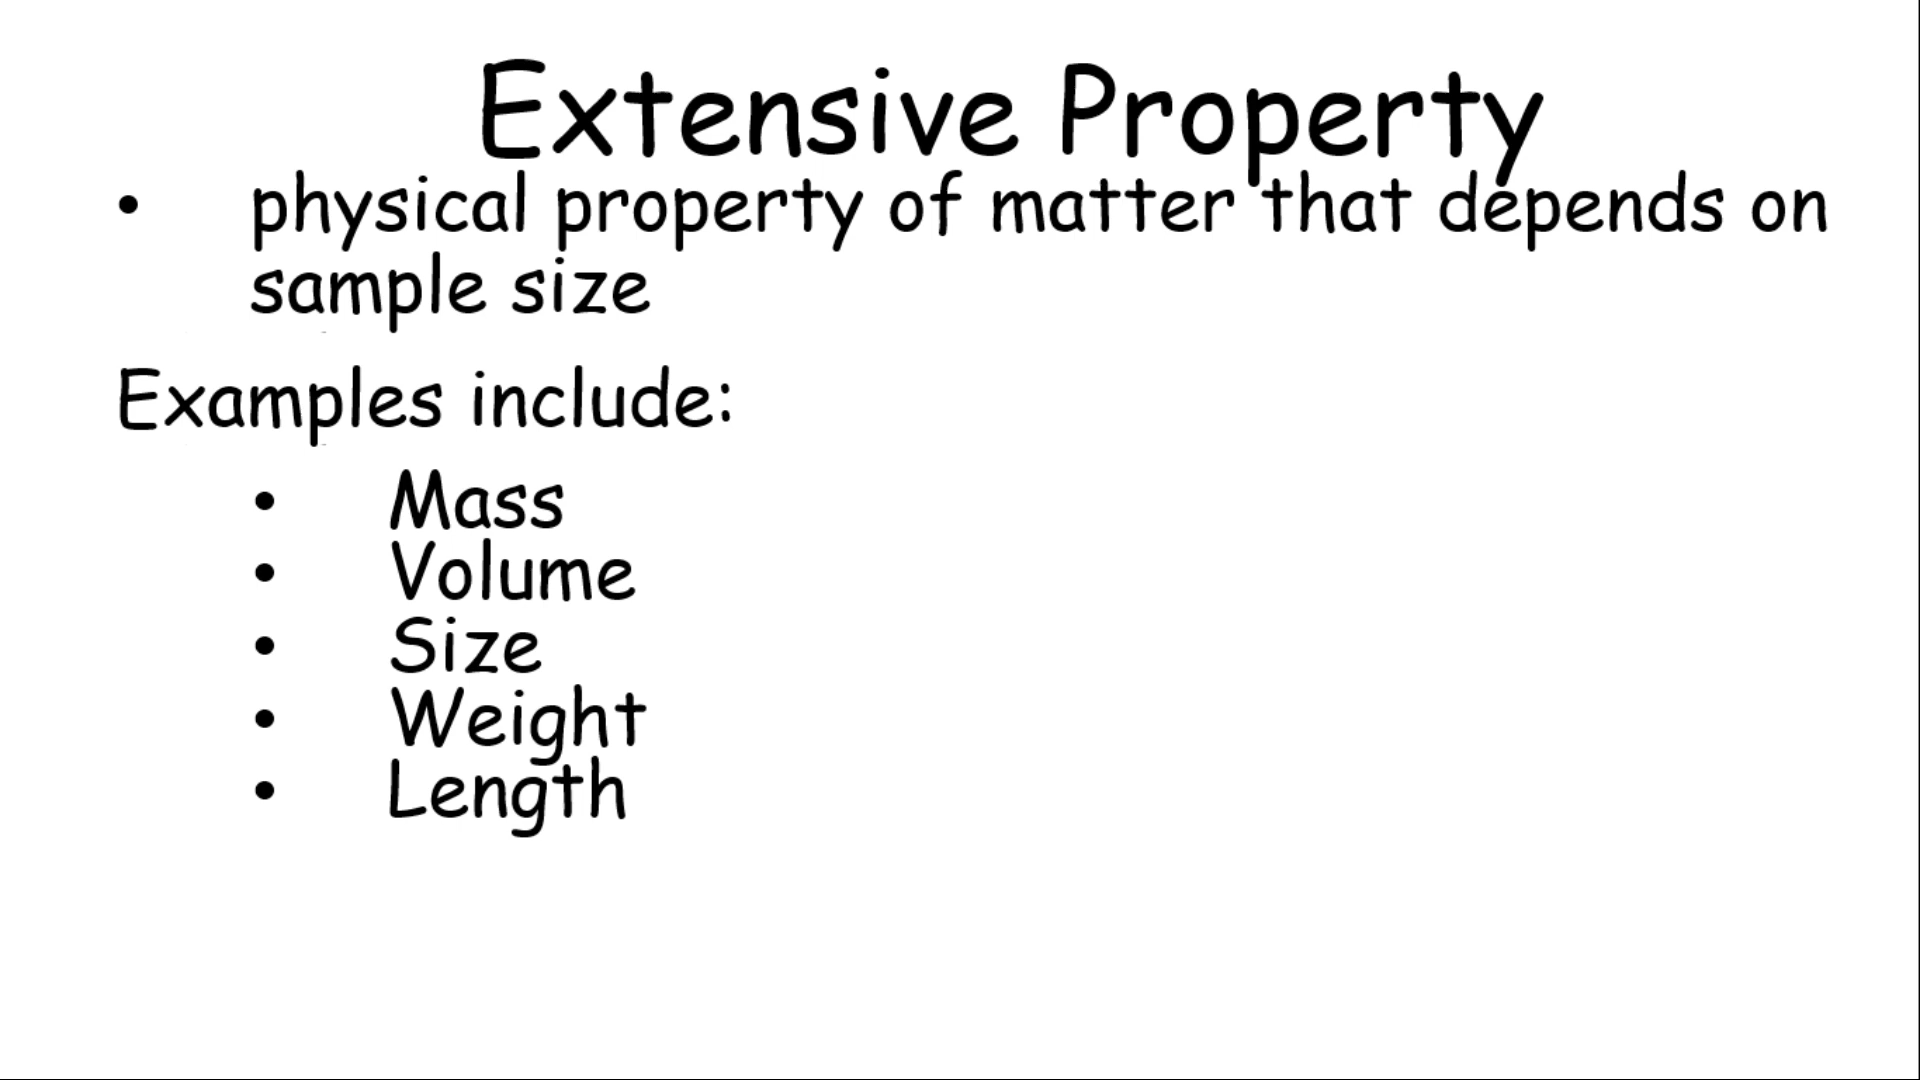 Extensive Property
• physical property of matter that depends on
sample size
Examples include:
• Mass
• Volume
• Size
• Weight
• Length